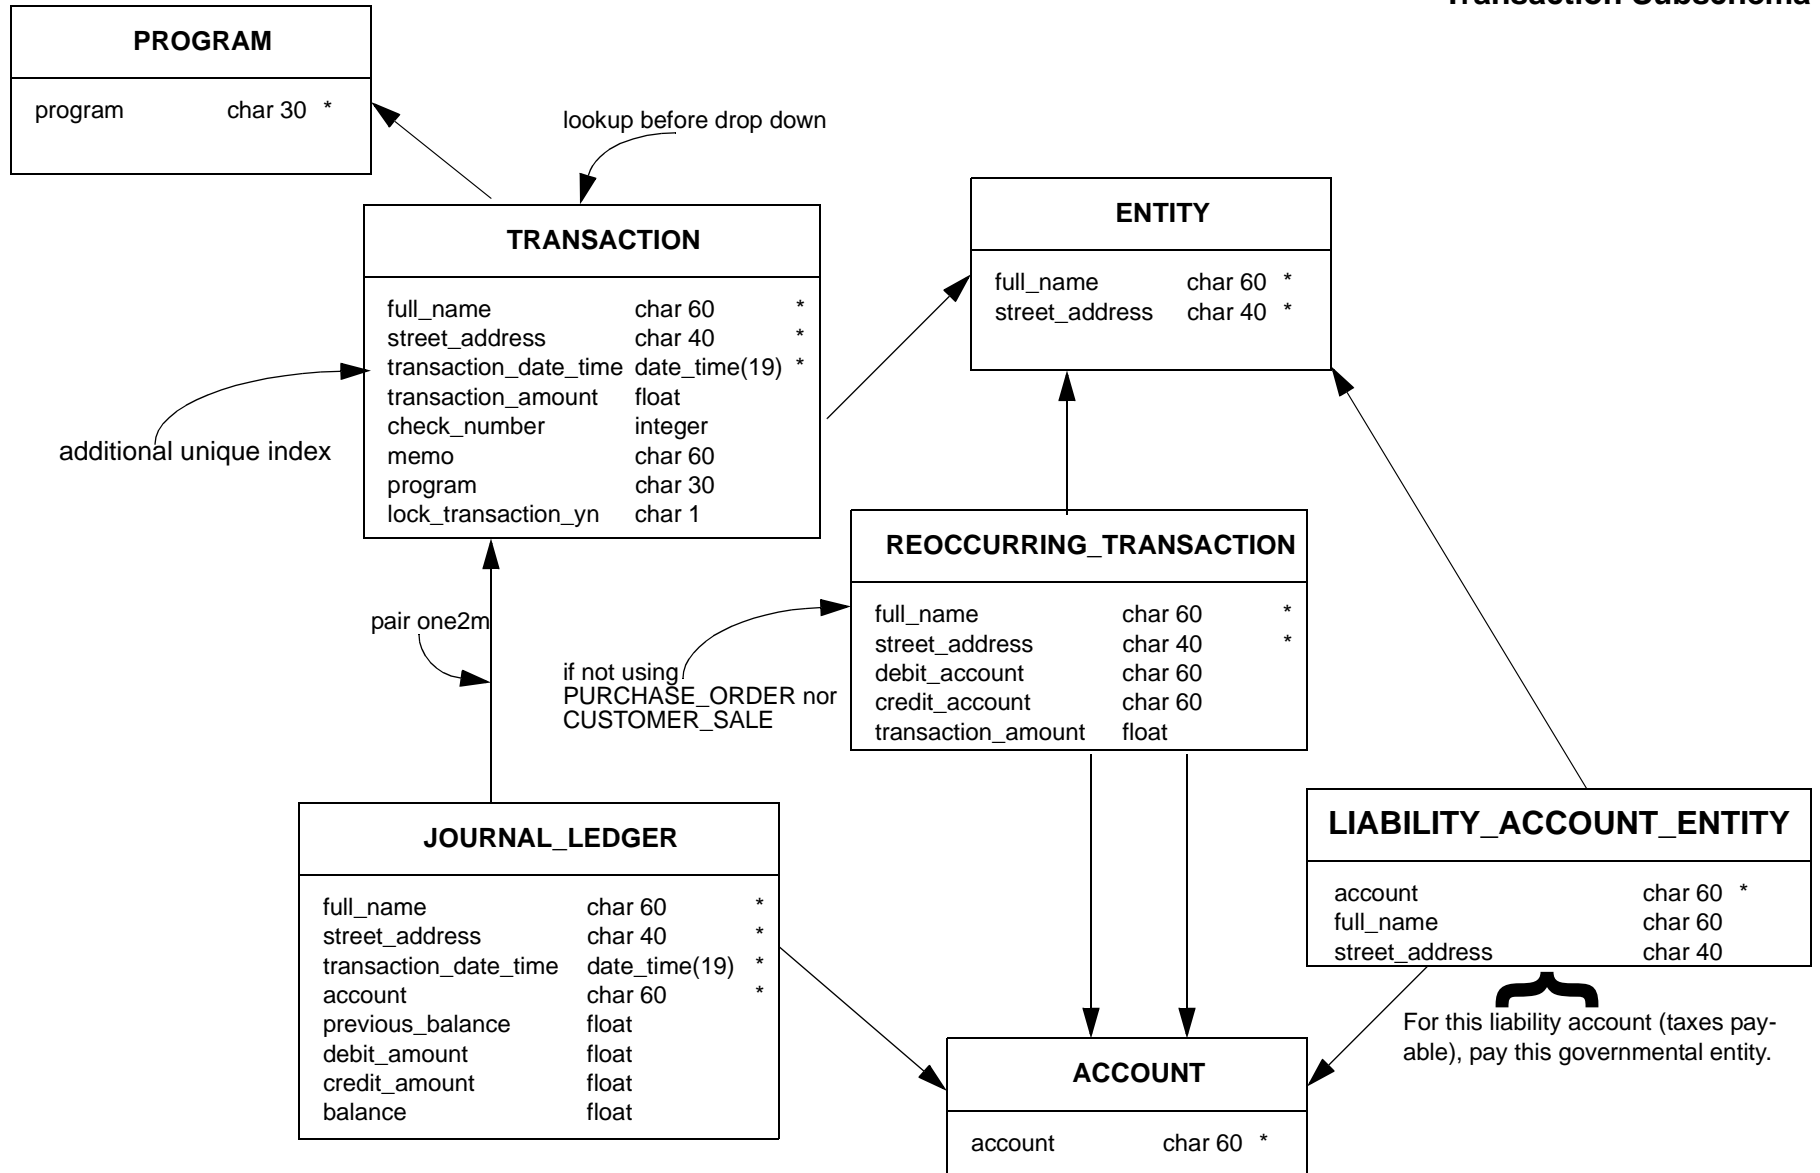 Transaction Subschema
PROGRAM
program char 30 *
lookup before drop down
TRANSACTION
full_name char 60 *
street_address char 40 *
transaction_date_time date_time(19) *
transaction_amount float
check_number integer
memo char 60
program char 30
lock_transaction_yn char 1
additional unique index
ENTITY
full_name char 60 *
street_address char 40 *
REOCCURRING_TRANSACTION
full_name char 60 *
street_address char 40 *
debit_account char 60
credit_account char 60
transaction_amount float
if not using
PURCHASE_ORDER nor
CUSTOMER_SALE
pair one2m
JOURNAL_LEDGER
full_name char 60 *
street_address char 40 *
transaction_date_time date_time(19) *
account char 60 *
previous_balance float
debit_amount float
credit_amount float
balance float
LIABILITY_ACCOUNT_ENTITY
account char 60 *
full_name char 60
street_address char 40
For this liability account (taxes pay-
able), pay this governmental entity.
ACCOUNT
account char 60 *